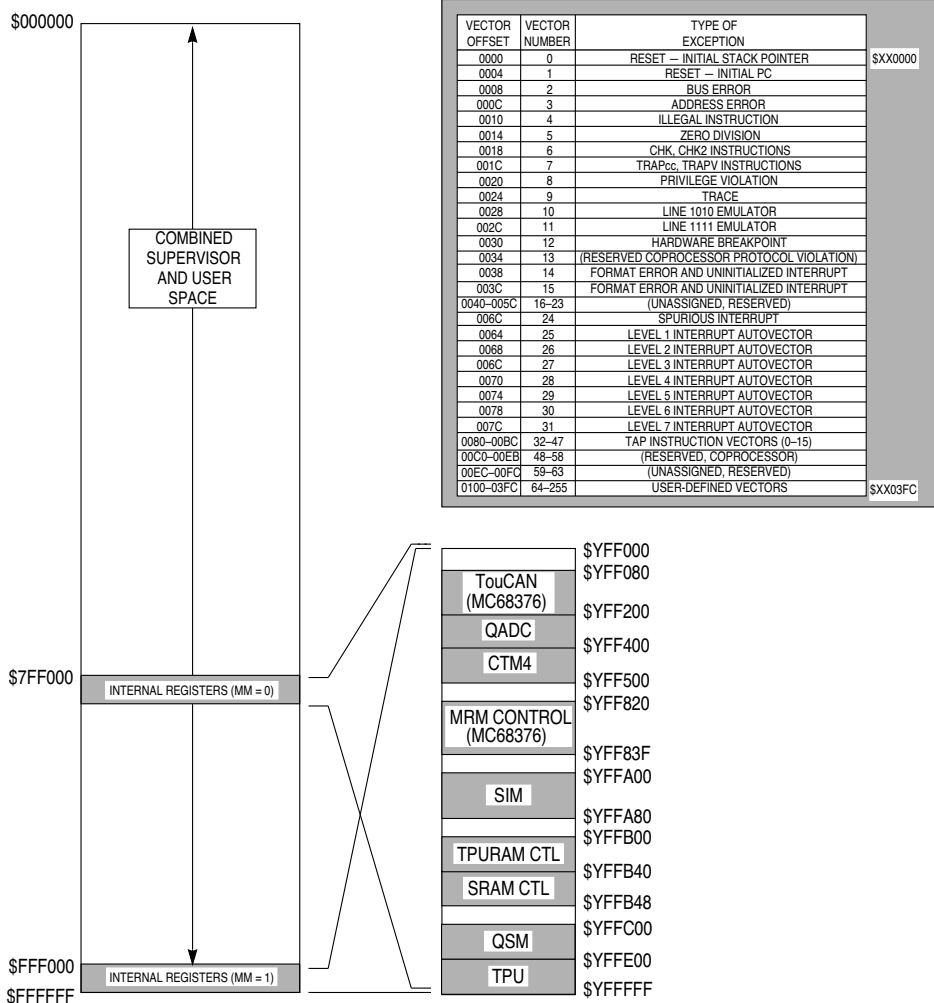 $000000
COMBINED
SUPERVISOR
AND USER
SPACE
$7FF000
INTERNAL REGISTERS (MM = 0)
$FFF000
INTERNAL REGISTERS (MM = 1)
$FFFFFF
VECTOR OFFSET VECTOR NUMBER TYPE OF EXCEPTION
0000 0 RESET — INITIAL STACK POINTER $XX0000
0004 1 RESET — INITIAL PC
0008 2 BUS ERROR
000C 3 ADDRESS ERROR
0010 4 ILLEGAL INSTRUCTION
0014 5 ZERO DIVISION
0018 6 CHK, CHK2 INSTRUCTIONS
001C 7 TRAPcc, TRAPV INSTRUCTIONS
0020 8 PRIVILEGE VIOLATION
0024 9 TRACE
0028 10 LINE 1010 EMULATOR
002C 11 LINE 1111 EMULATOR
0030 12 HARDWARE BREAKPOINT
0034 13 (RESERVED COPROCESSOR PROTOCOL VIOLATION)
0038 14 FORMAT ERROR AND UNINITIALIZED INTERRUPT
003C 15 FORMAT ERROR AND UNINITIALIZED INTERRUPT
0040–005C 16–23 (UNASSIGNED, RESERVED)
006C 24 SPURIOUS INTERRUPT
0064 25 LEVEL 1 INTERRUPT AUTOVECTOR
0068 26 LEVEL 2 INTERRUPT AUTOVECTOR
006C 27 LEVEL 3 INTERRUPT AUTOVECTOR
0070 28 LEVEL 4 INTERRUPT AUTOVECTOR
0074 29 LEVEL 5 INTERRUPT AUTOVECTOR
0078 30 LEVEL 6 INTERRUPT AUTOVECTOR
007C 31 LEVEL 7 INTERRUPT AUTOVECTOR
0080–00BC 32–47 TAP INSTRUCTION VECTORS (0–15)
00C0–00EB 48–58 (RESERVED, COPROCESSOR)
00EC–00FC 59–63 (UNASSIGNED, RESERVED)
0100–03FC 64–255 USER-DEFINED VECTORS $XX03FC
$YFF000
$YFF080
TouCAN
(MC68376)
$YFF200
QADC
$YFF400
CTM4
$YFF500
$YFF820
MRM CONTROL
(MC68376)
$YFF83F
$YFFA00
SIM
$YFFA80
$YFFB00
TPURAM CTL
$YFFB40
SRAM CTL
$YFFB48
$YFFC00
QSM
$YFFE00
TPU
$YFFFFF